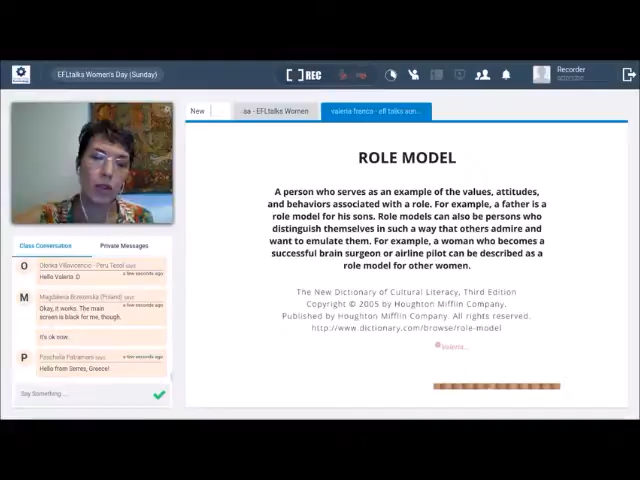 EFLtalks Women's Day (Sunday)
[ ] REC
Recorder
New
aa - EFLtalks Women
valeria franca - efl talks aon...
ROLE MODEL
A person who serves as an example of the values, attitudes,
and behaviors associated with a role. For example, a father is a
role model for his sons. Role models can also be persons who
distinguish themselves in such a way that others admire and
want to emulate them. For example, a woman who becomes a
successful brain surgeon or airline pilot can be described as a
role model for other women.
The New Dictionary of Cultural Literacy, Third Edition
Copyright © 2005 by Houghton Mifflin Company.
Published by Houghton Mifflin Company. All rights reserved.
http://www.dictionary.com/browse/role-model
Valeria...
Class Conversation
Private Messages
O
Olenka Villavicencio - Peru Tesol says
a few seconds ago
Hello Valeria :D
M
Magdalena Brzezinska (Poland) says
a few seconds ago
Okay, it works. The main
screen is black for me, though.
It's ok now.
P
Paschalia Patramani says
a few seconds ago
Hello from Serres, Greece!
Say Something ...